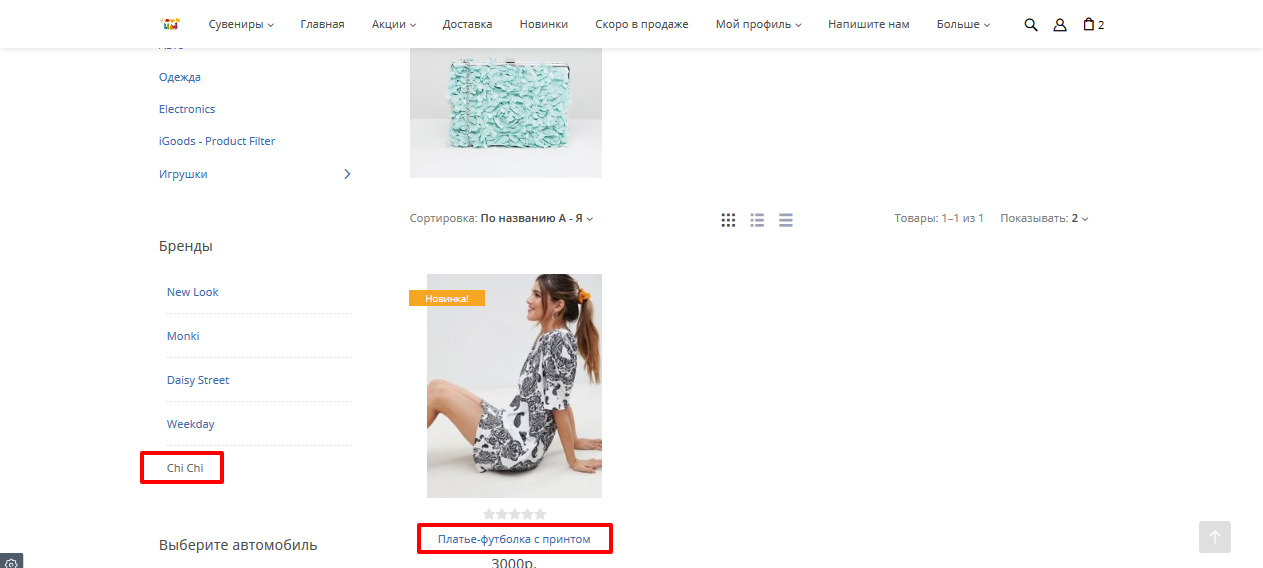 Сувениры Главная Акции Доставка Новинки Скоро в продаже Мой профиль Напишите нам Больше 2
Одежда
Electronics
iGoods - Product Filter
Игрушки
Сортировка: По названию А - Я Товары: 1–1 из 1 Показывать: 2
Бренды
New Look
Monki
Daisy Street
Weekday
Chi Chi
Выберите автомобиль
Новинка!
Платье-футболка с принтом
3000р.